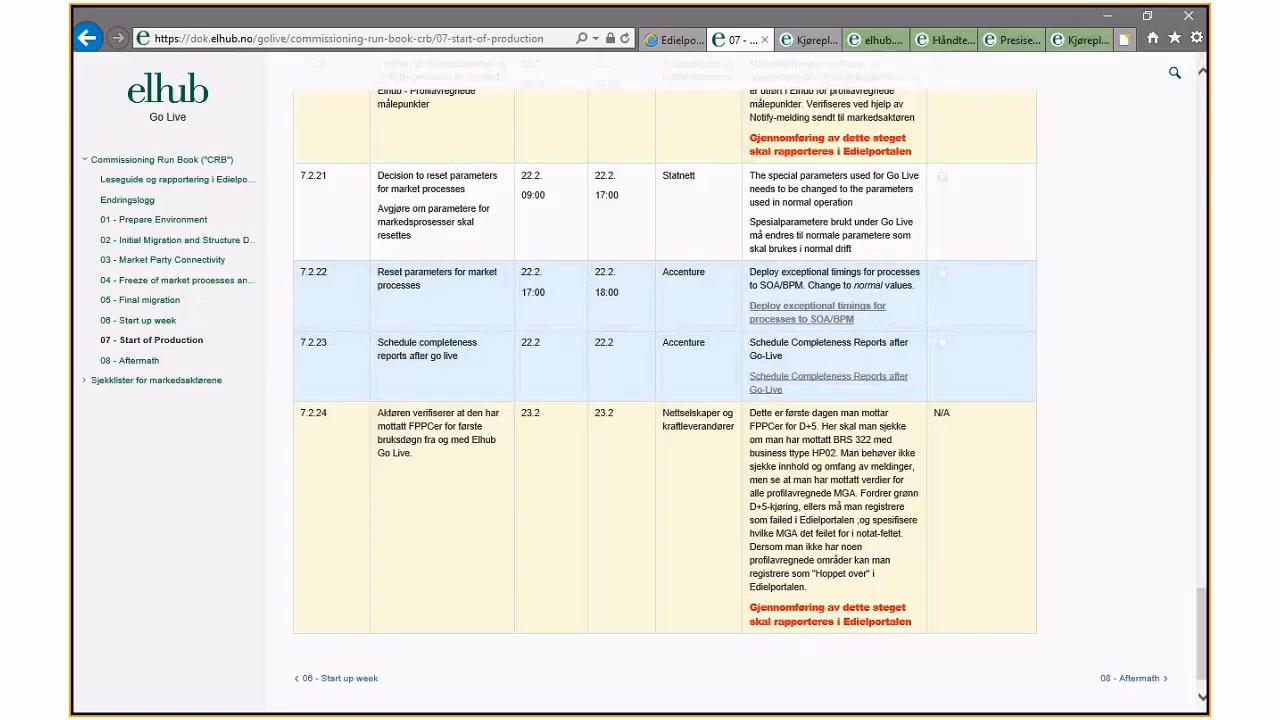 https://dok.elhub.no/golive/commissioning-run-book-crb/07-start-of-production
Edielpo...
07 - ...
Kjørepl...
elhub....
Håndte...
Presise...
Kjørepl...
elhub
Go Live
Commissioning Run Book ("CRB")
Leseguide og rapportering i Edielpo...
Endringslogg
01 - Prepare Environment
02 - Initial Migration and Structure D..
03 - Market Party Connectivity
04 - Freeze of market processes an...
05 - Final migration
06 - Start up week
07 - Start of Production
08 - Aftermath
Sjekklister for markedsaktørene
Elhub - Profilavregnede
målepunkter
er utført i Elhub for profilavregnede
målepunkter. Verifiseres ved hjelp av
Notify-melding sendt til markedsaktøren
Gjennomføring av dette steget
skal rapporteres i Edielportalen
7.2.21
Decision to reset parameters
for market processes
Avgjøre om parametere for
markedsprosesser skal
resettes
22.2.
09:00
22.2.
17:00
Statnett
The special parameters used for Go Live
needs to be changed to the parameters
used in normal operation
Spesialparametere brukt under Go Live
må endres til normale parametere som
skal brukes i normal drift
7.2.22
Reset parameters for market
processes
22.2.
17:00
22.2.
18:00
Accenture
Deploy exceptional timings for processes
to SOA/BPM. Change to normal values.
Deploy exceptional timings for
processes to SOA/BPM
7.2.23
Schedule completeness
reports after go live
22.2
22.2
Accenture
Schedule Completeness Reports after
Go-Live
Schedule Completeness Reports after
Go-Live
7.2.24
Aktøren verifiserer at den har
mottatt FPPCer for første
bruksdøgn fra og med Elhub
Go Live.
23.2
23.2
Nettselskaper og
kraftleverandører
Dette er første dagen man mottar
FPPCer for D+5. Her skal man sjekke
om man har mottatt BRS 322 med
business ttype HP02. Man behøver ikke
sjekke innhold og omfang av meldinger,
men se at man har mottatt verdier for
alle profilavregnede MGA. Fordrer grønn
D+5-kjøring, ellers må man registrere
som failed i Edielportalen ,og spesifisere
hvilke MGA det feilet for i notat-feltet.
Dersom man ikke har noen
profilavregnede områder kan man
registrere som "Hoppet over" i
Edielportalen.
Gjennomføring av dette steget
skal rapporteres i Edielportalen
N/A
06 - Start up week
08 - Aftermath